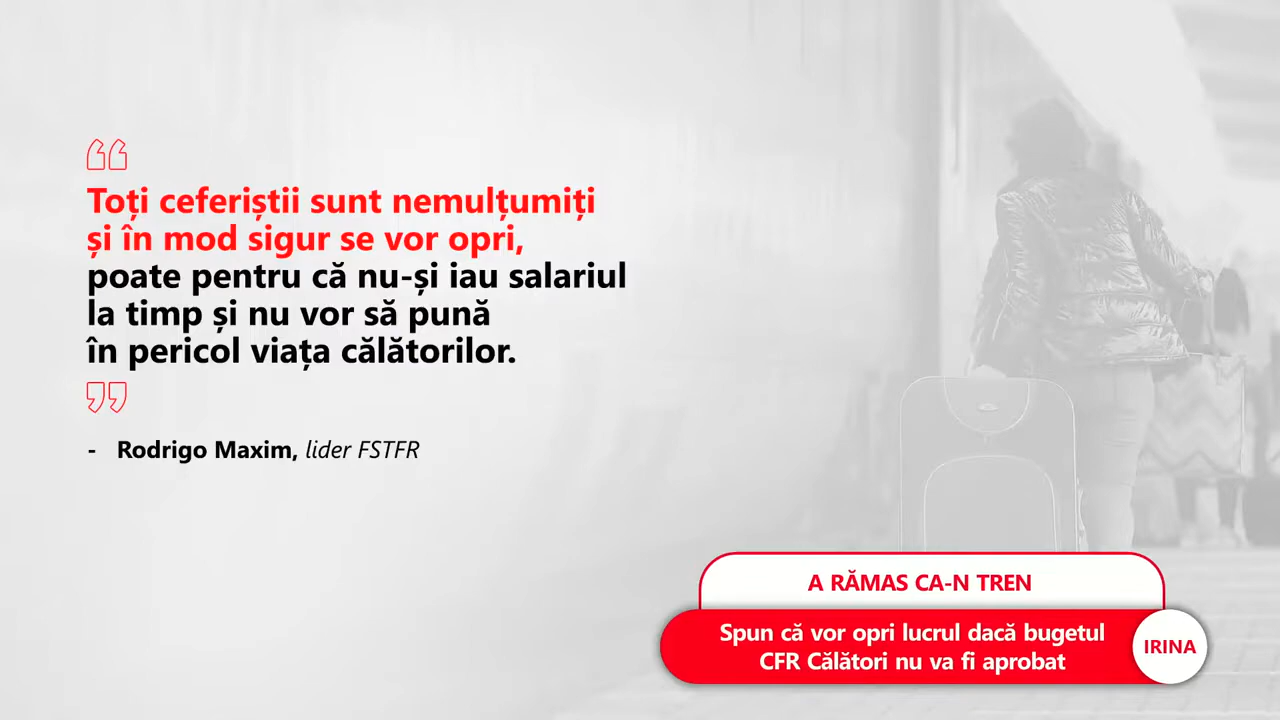 Toți ceferiștii sunt nemulțumiți
și în mod sigur se vor opri,
poate pentru că nu-și iau salariul
la timp și nu vor să pună
în pericol viața călătorilor.
- Rodrigo Maxim, lider FSTFR
A RĂMAS CA-N TREN
Spun că vor opri lucrul dacă bugetul
CFR Călători nu va fi aprobat
IRINA